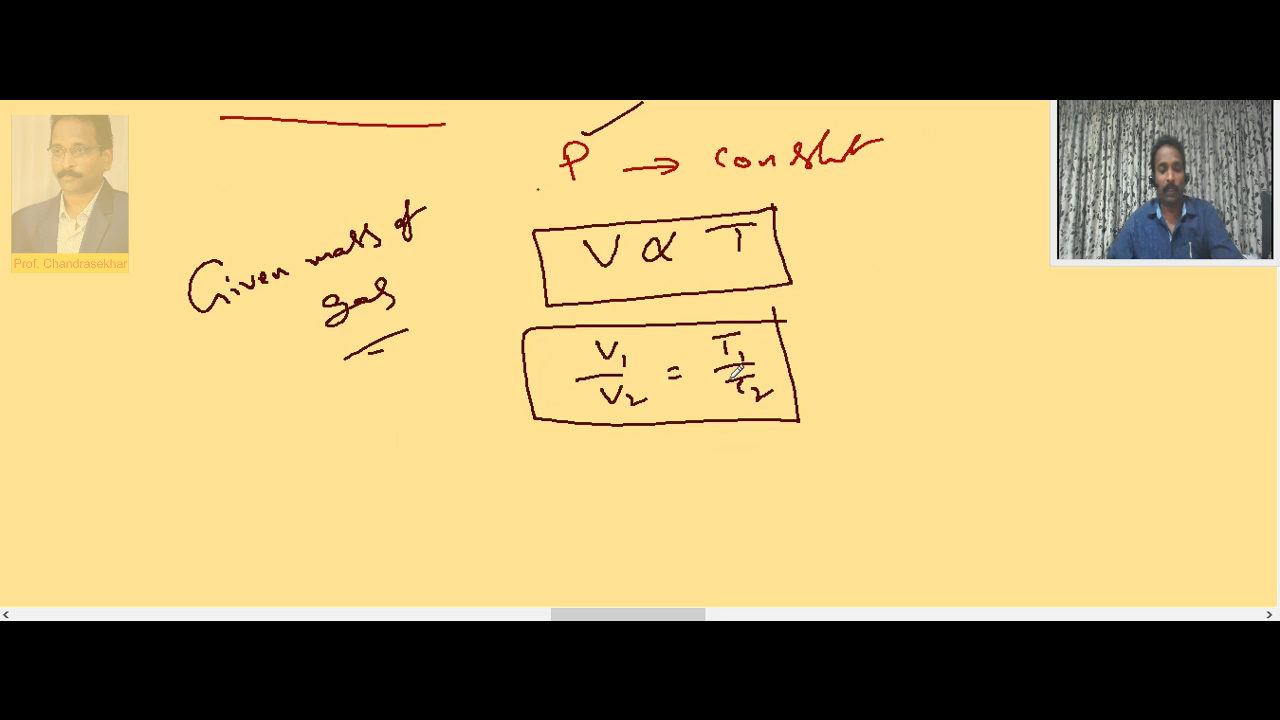 P → constant
Given mass of
gas
V ∝ T
V₁/V₂ = T₁/T₂
Prof. Chandrasekhar